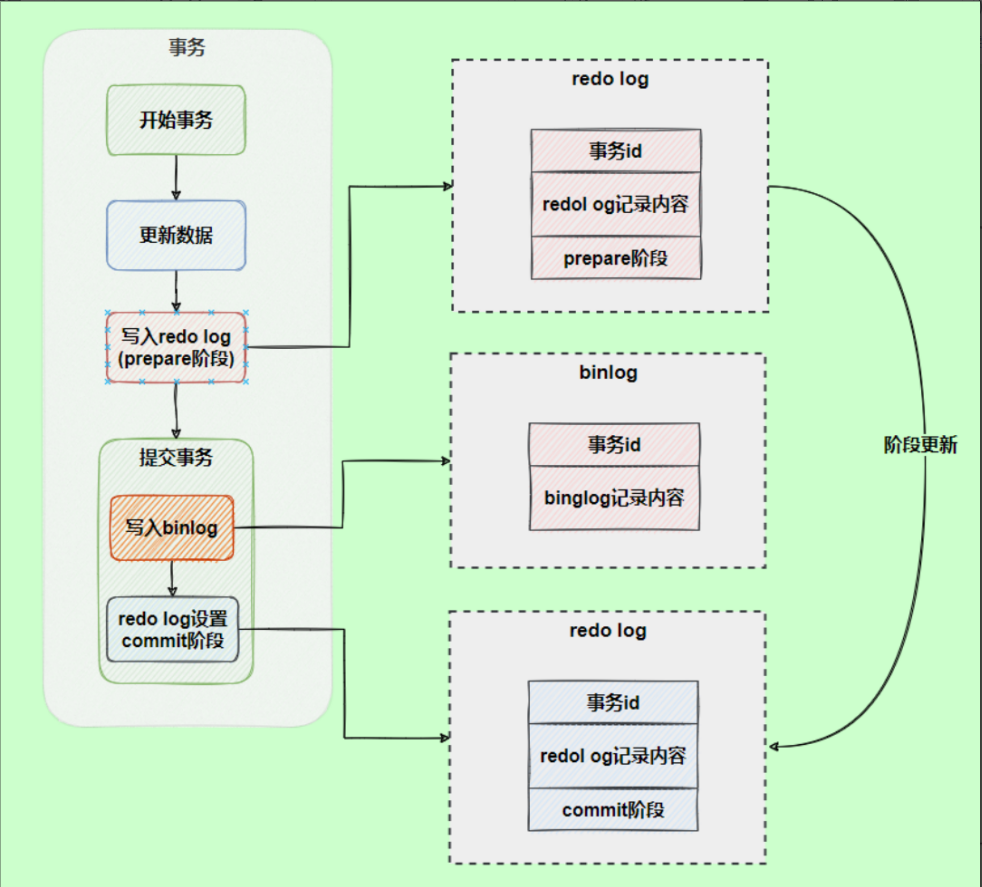 事务
开始事务
更新数据
写入redo log
(prepare阶段)
提交事务
写入binlog
redo log设置
commit阶段
redo log
事务id
redol og记录内容
prepare阶段
binlog
事务id
binglog记录内容
redo log
事务id
redol og记录内容
commit阶段
阶段更新